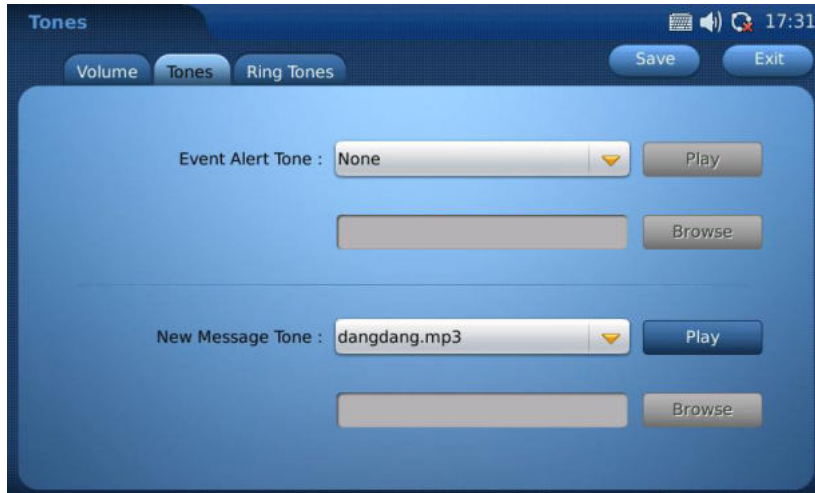 Tones 17:31
Save Exit
Volume Tones Ring Tones
Event Alert Tone : None Play
Browse
New Message Tone : dangdang.mp3 Play
Browse